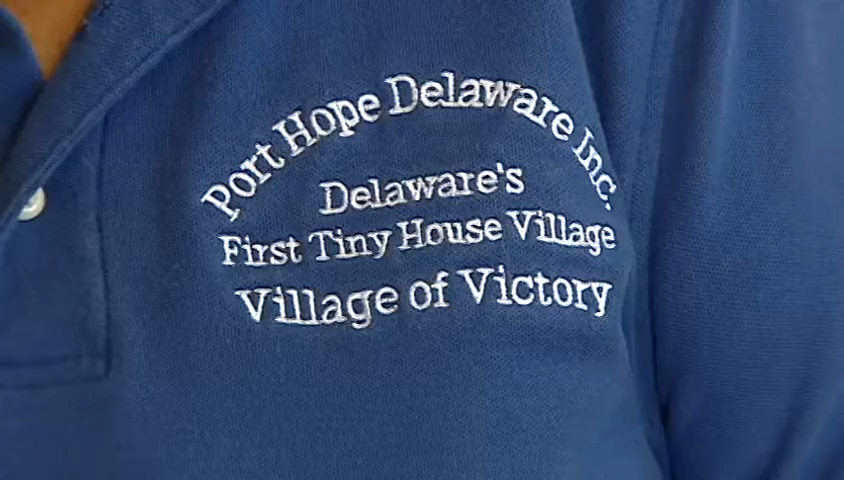 Port Hope Delaware Inc.
Delaware's
First Tiny House Village
Village of Victory